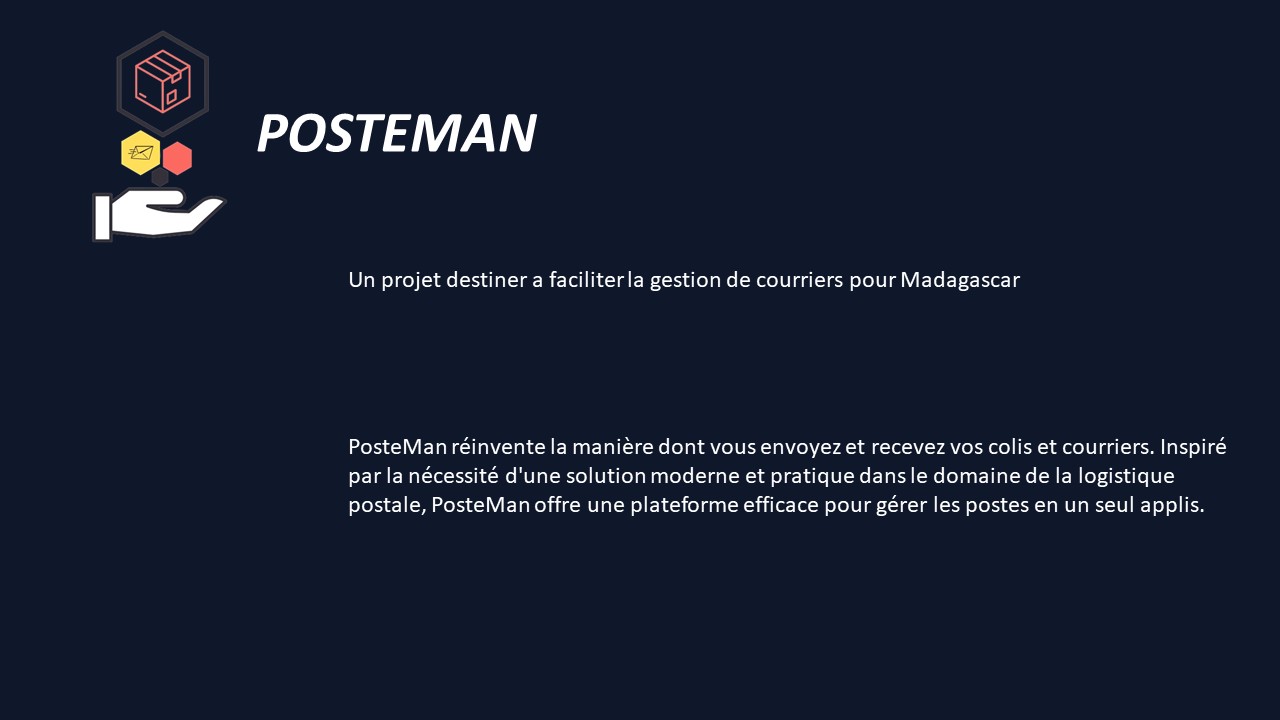 POSTEMAN
Un projet destiner a faciliter la gestion de courriers pour Madagascar
PosteMan réinvente la manière dont vous envoyez et recevez vos colis et courriers. Inspiré
par la nécessité d'une solution moderne et pratique dans le domaine de la logistique
postale, PosteMan offre une plateforme efficace pour gérer les postes en un seul applis.